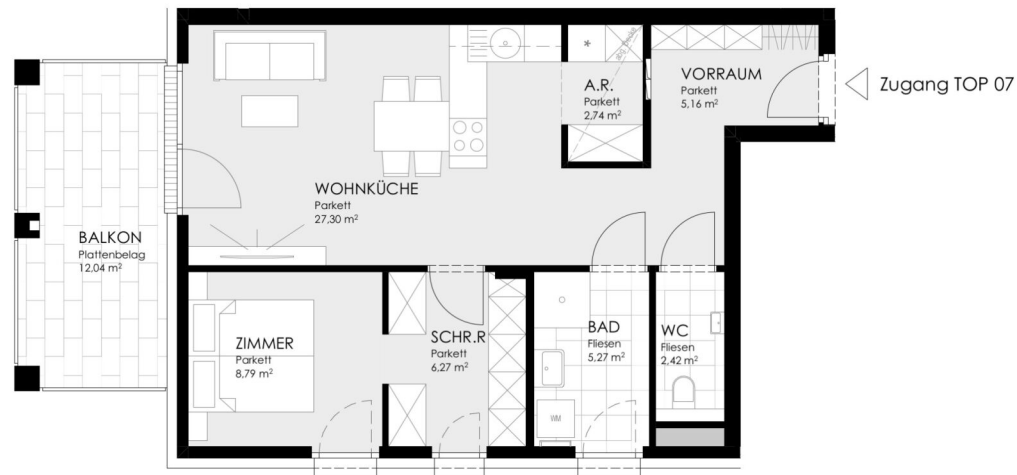 VORRAUM
Parkett
5,16 m²
Zugang TOP 07
A.R.
Parkett
2,74 m²
*
abg. Decke
WOHNKÜCHE
Parkett
27,30 m²
BALKON
Plattenbelag
12,04 m²
ZIMMER
Parkett
8,79 m²
SCHR.R
Parkett
6,27 m²
BAD
Fliesen
5,27 m²
WC
Fliesen
2,42 m²
WM